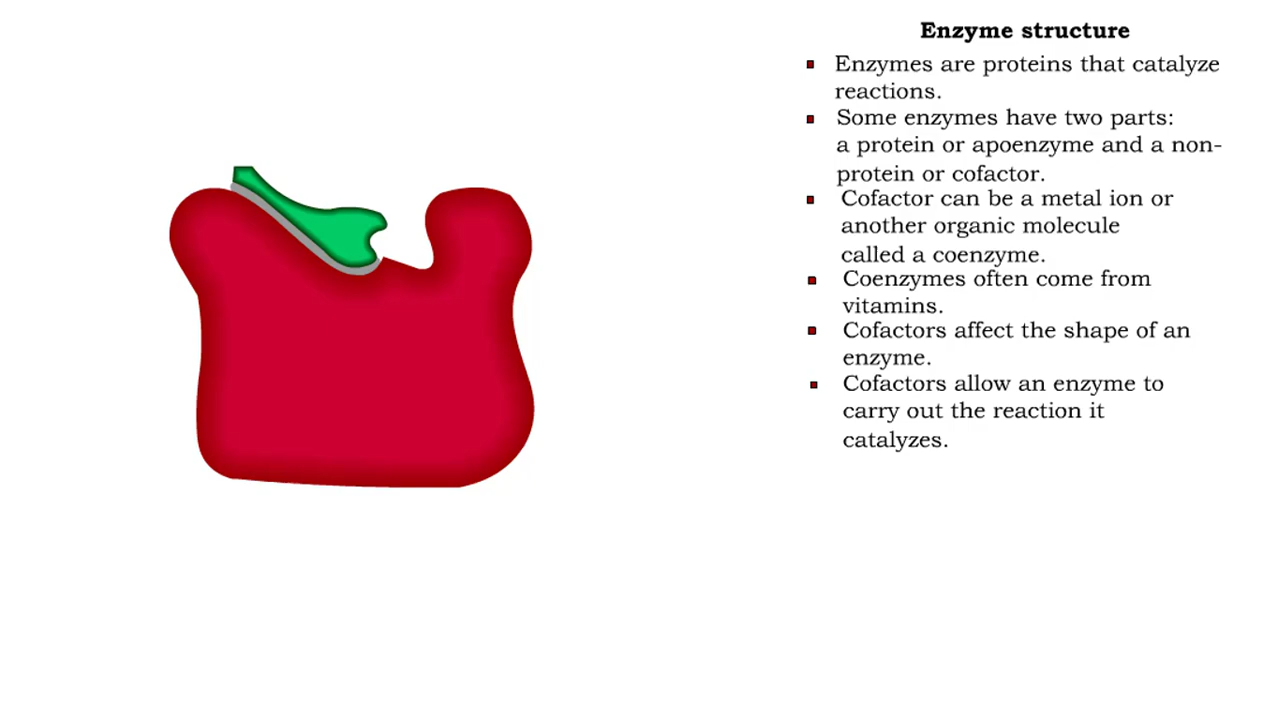 Enzyme structure
Enzymes are proteins that catalyze
reactions.
Some enzymes have two parts:
a protein or apoenzyme and a non-
protein or cofactor.
Cofactor can be a metal ion or
another organic molecule
called a coenzyme.
Coenzymes often come from
vitamins.
Cofactors affect the shape of an
enzyme.
Cofactors allow an enzyme to
carry out the reaction it
catalyzes.